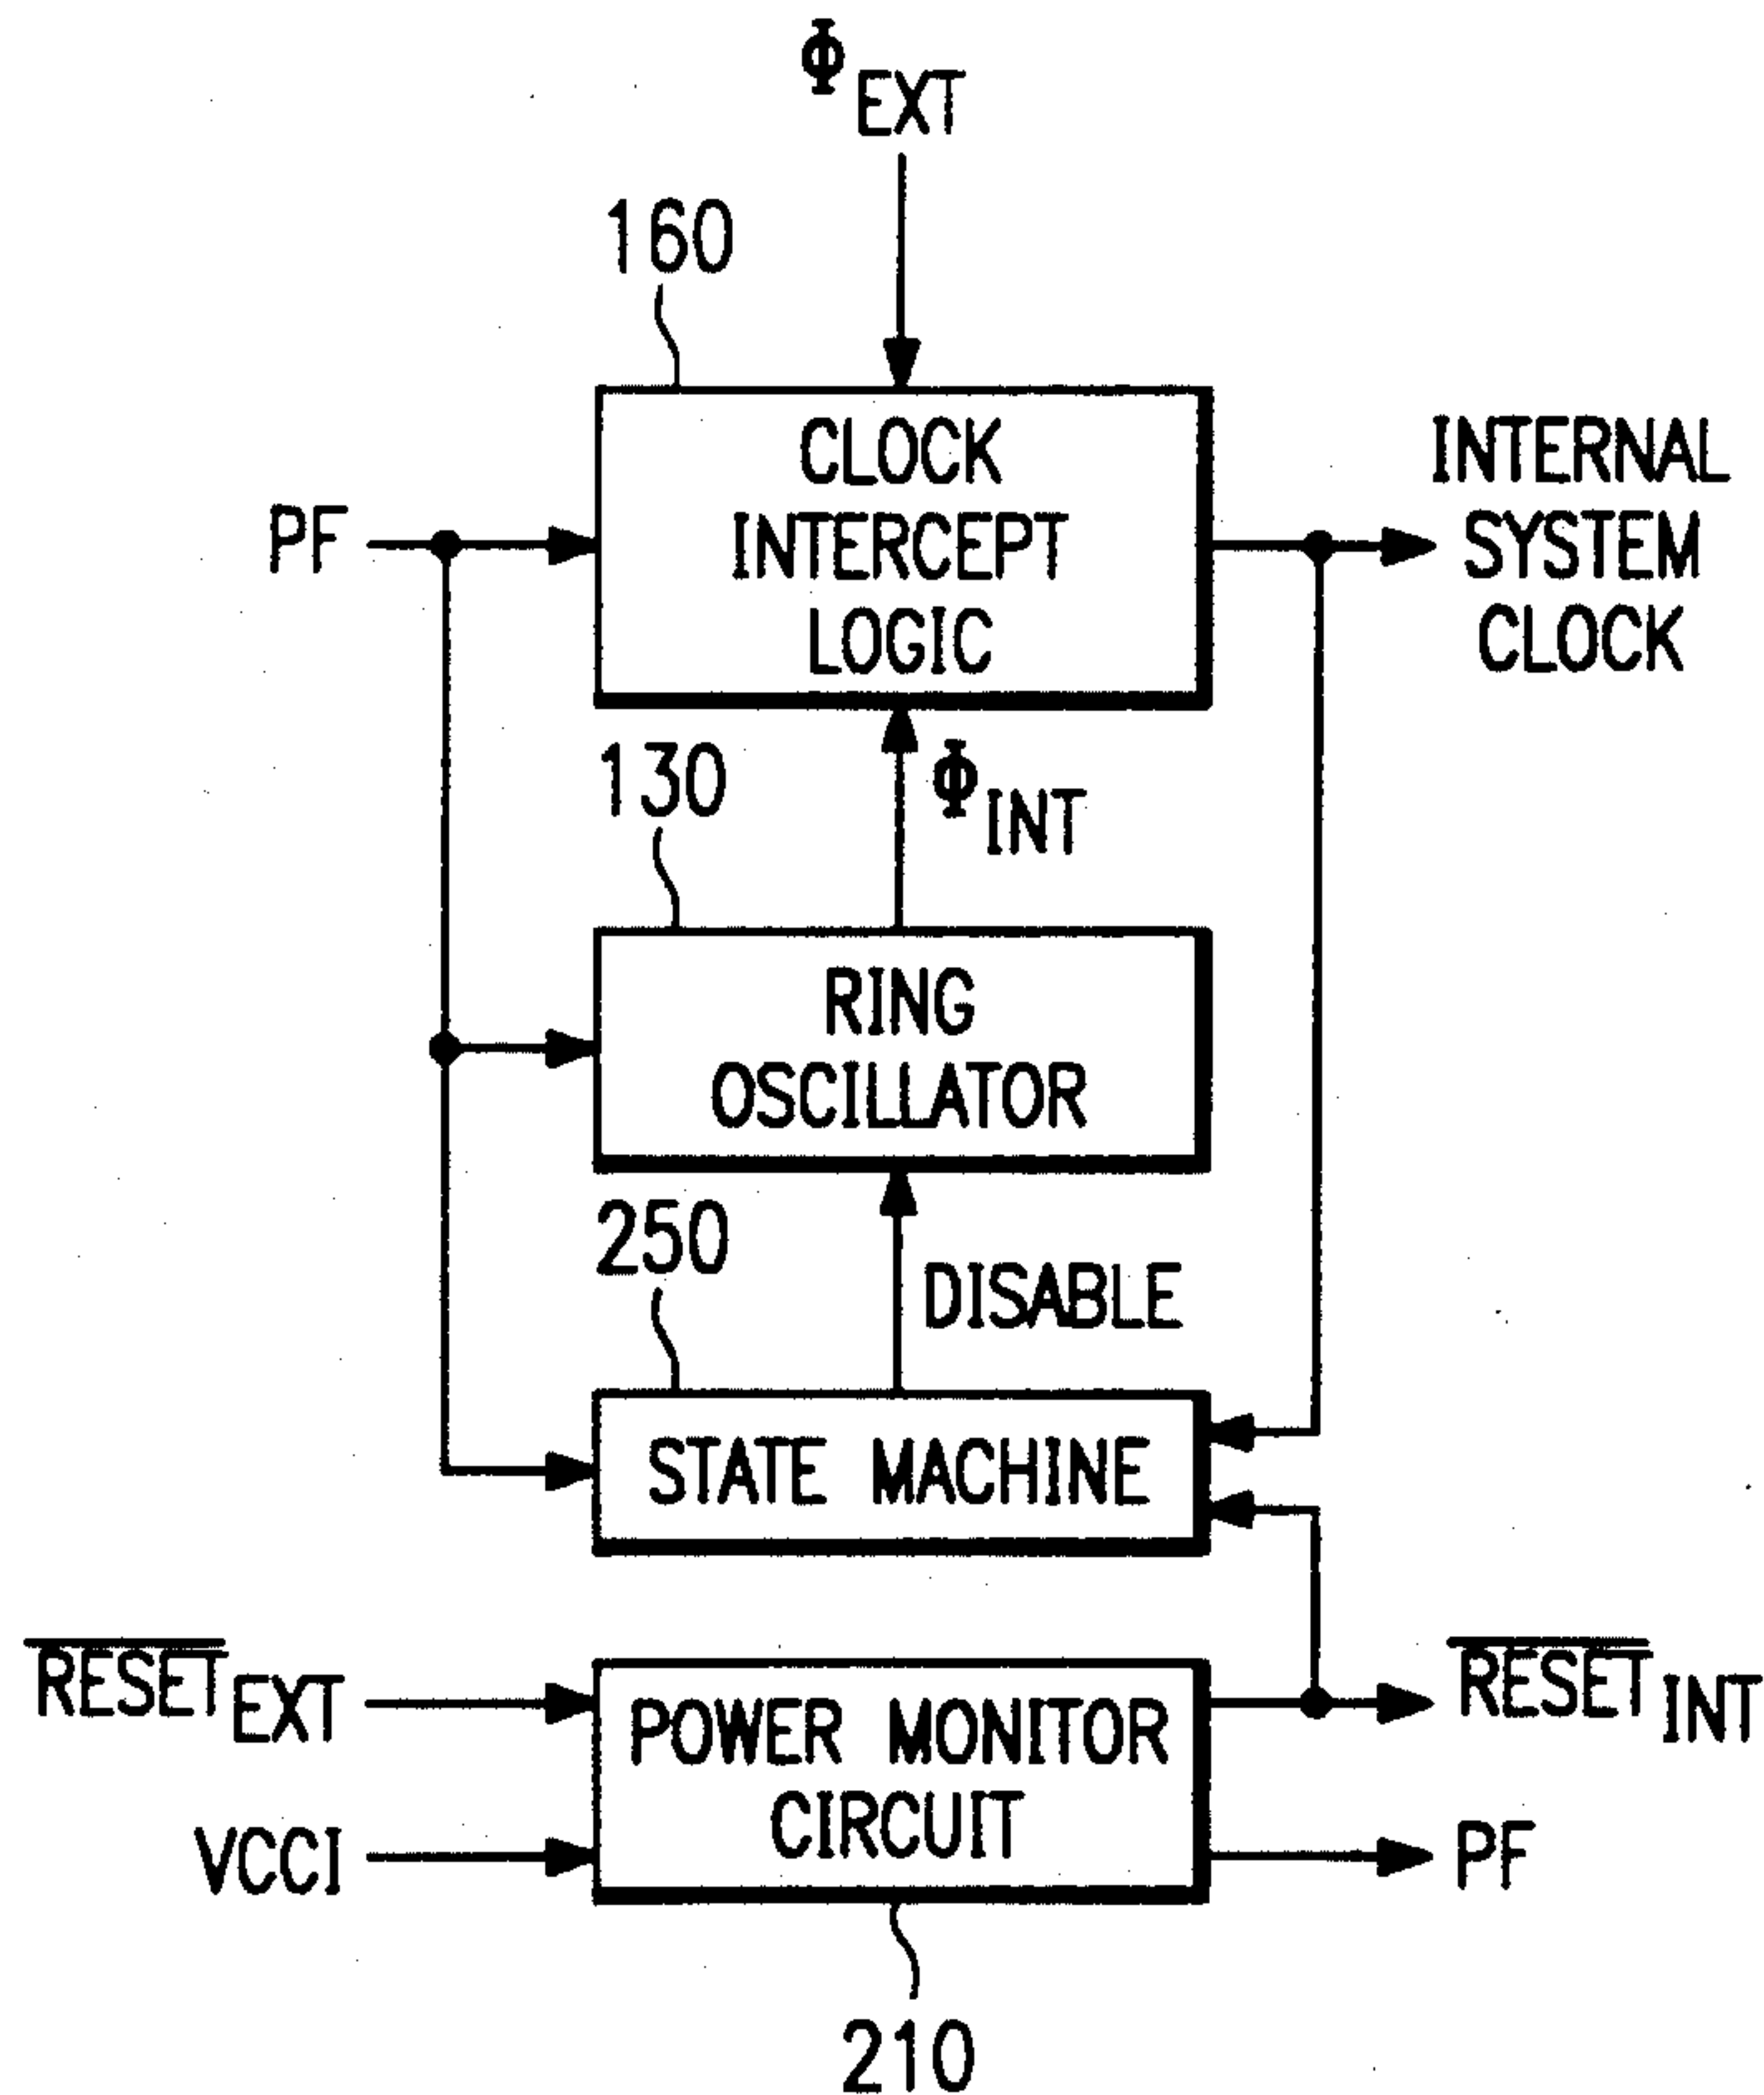 Φ EXT
160
CLOCK
INTERCEPT
LOGIC
PF
INTERNAL
SYSTEM
CLOCK
130
Φ INT
RING
OSCILLATOR
250
DISABLE
STATE MACHINE
RESET EXT
VCCI
POWER MONITOR
CIRCUIT
RESET INT
PF
210